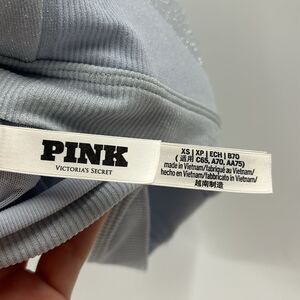 PINK
VICTORIA'S SECRET
XS | XP | ECH | B70
(适用 C65, A70, AA75)
made in Vietnam/fabriqué au Vietnam/
hecho en Vietnam/fabbricato in Vietnam/
越南制造